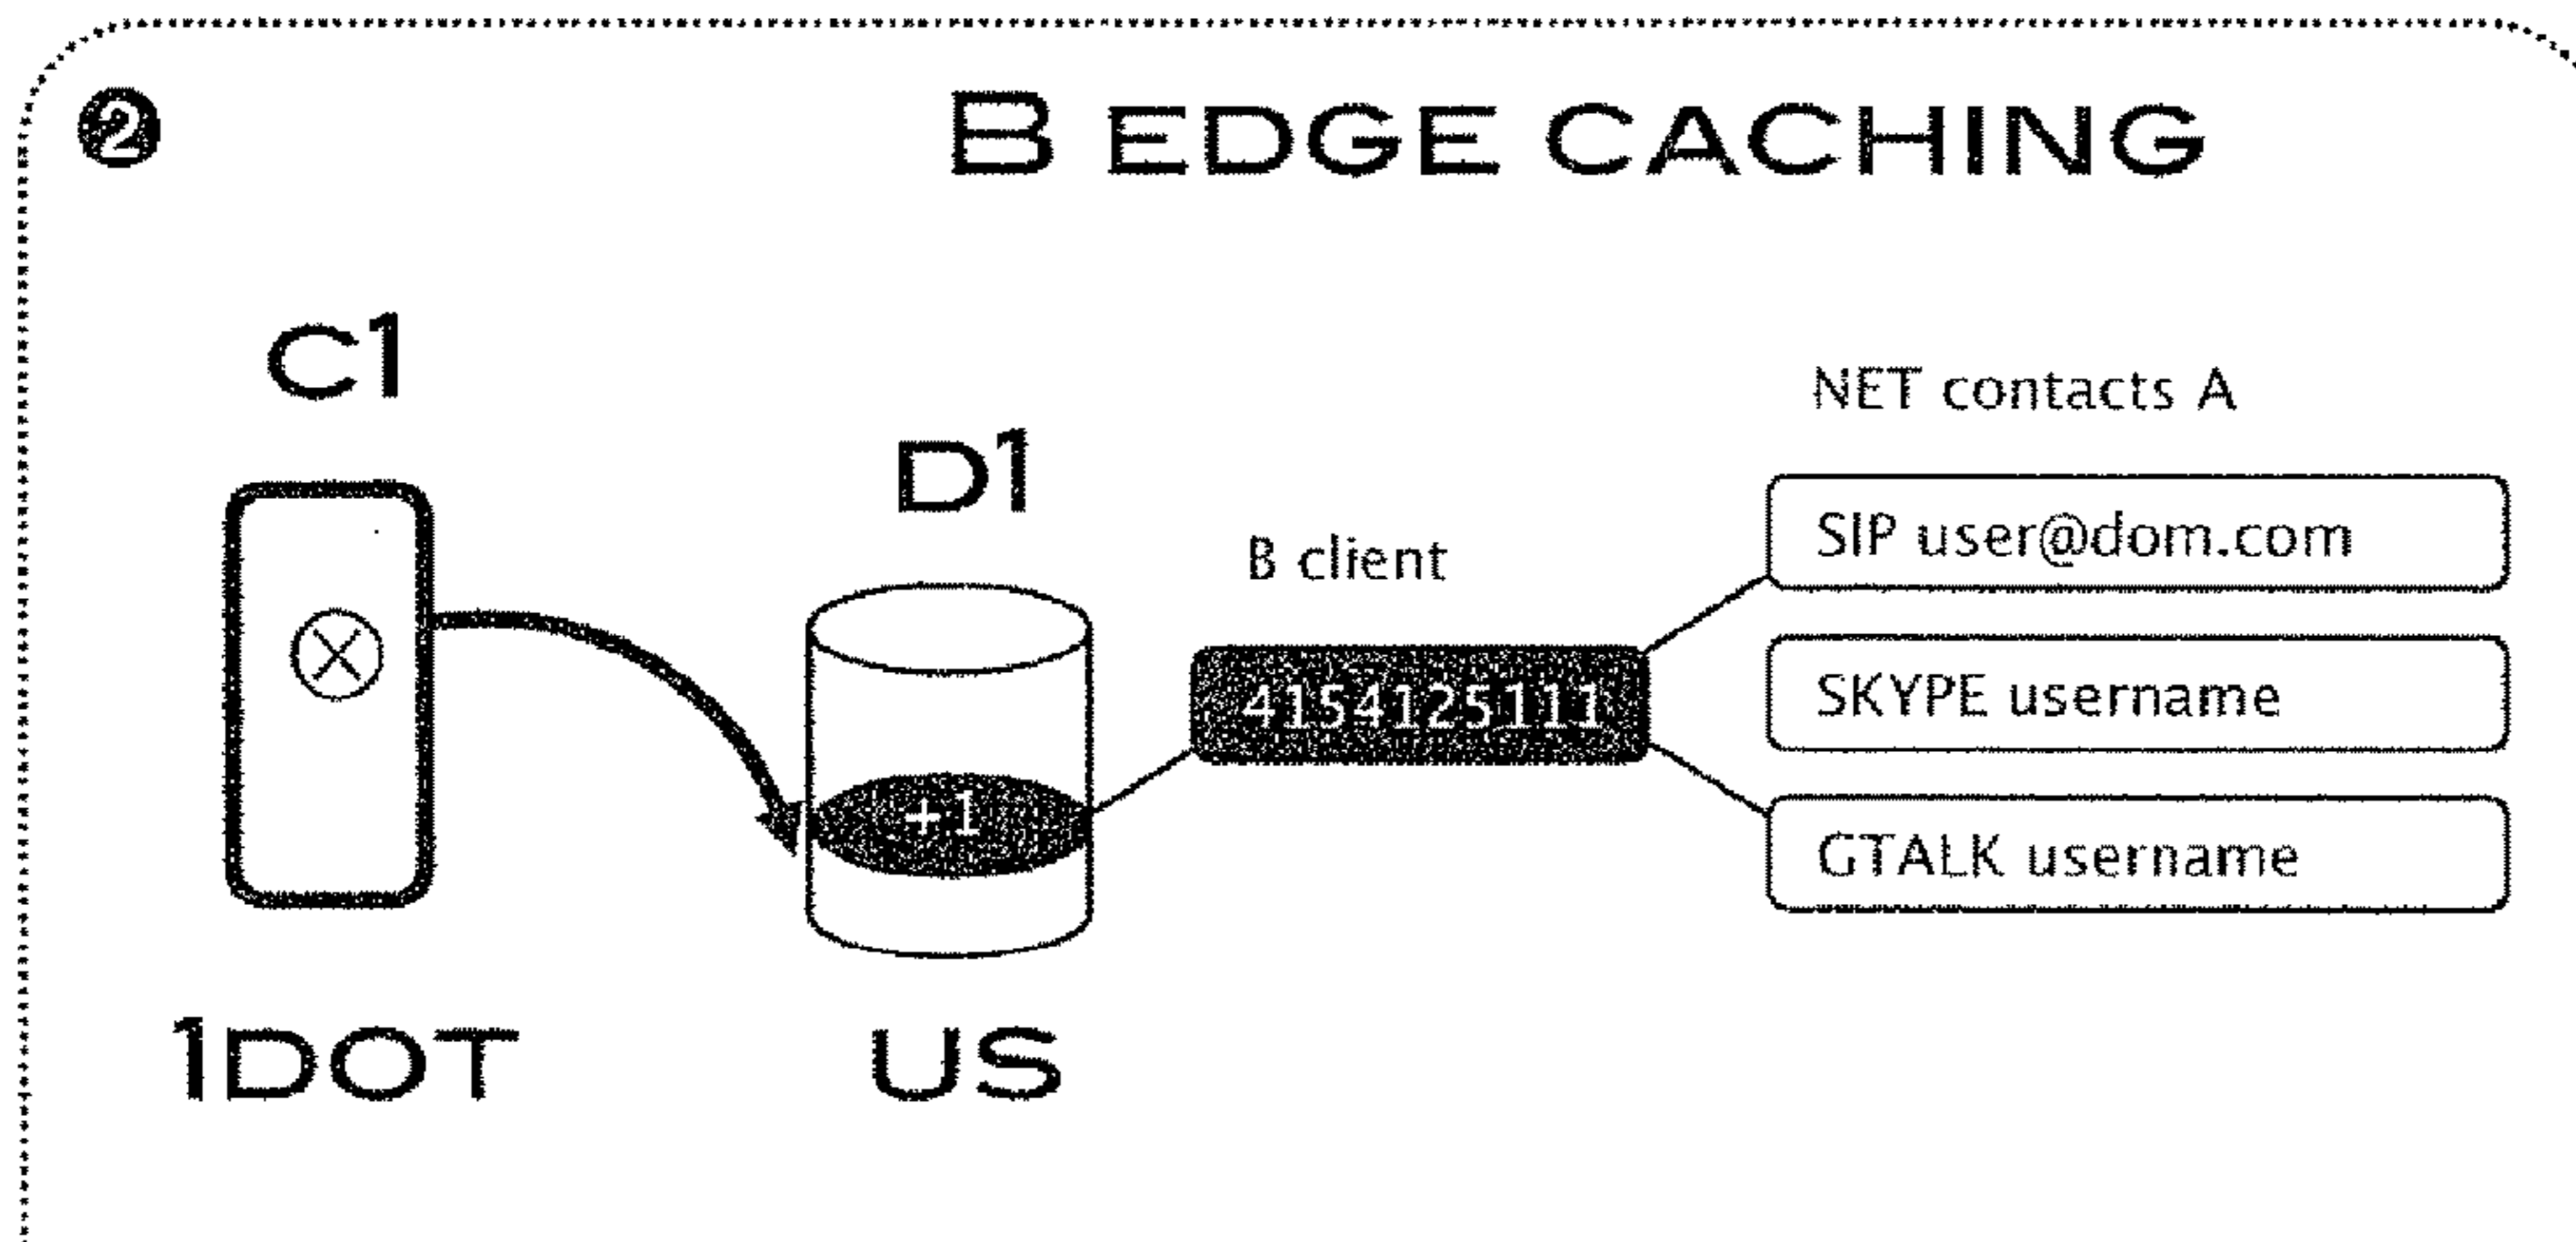 2
B EDGE CACHING
C1
D1
NET contacts A
B client
SIP user@dom.com
SKYPE username
4154125111
+1
GTALK username
1DOT
US